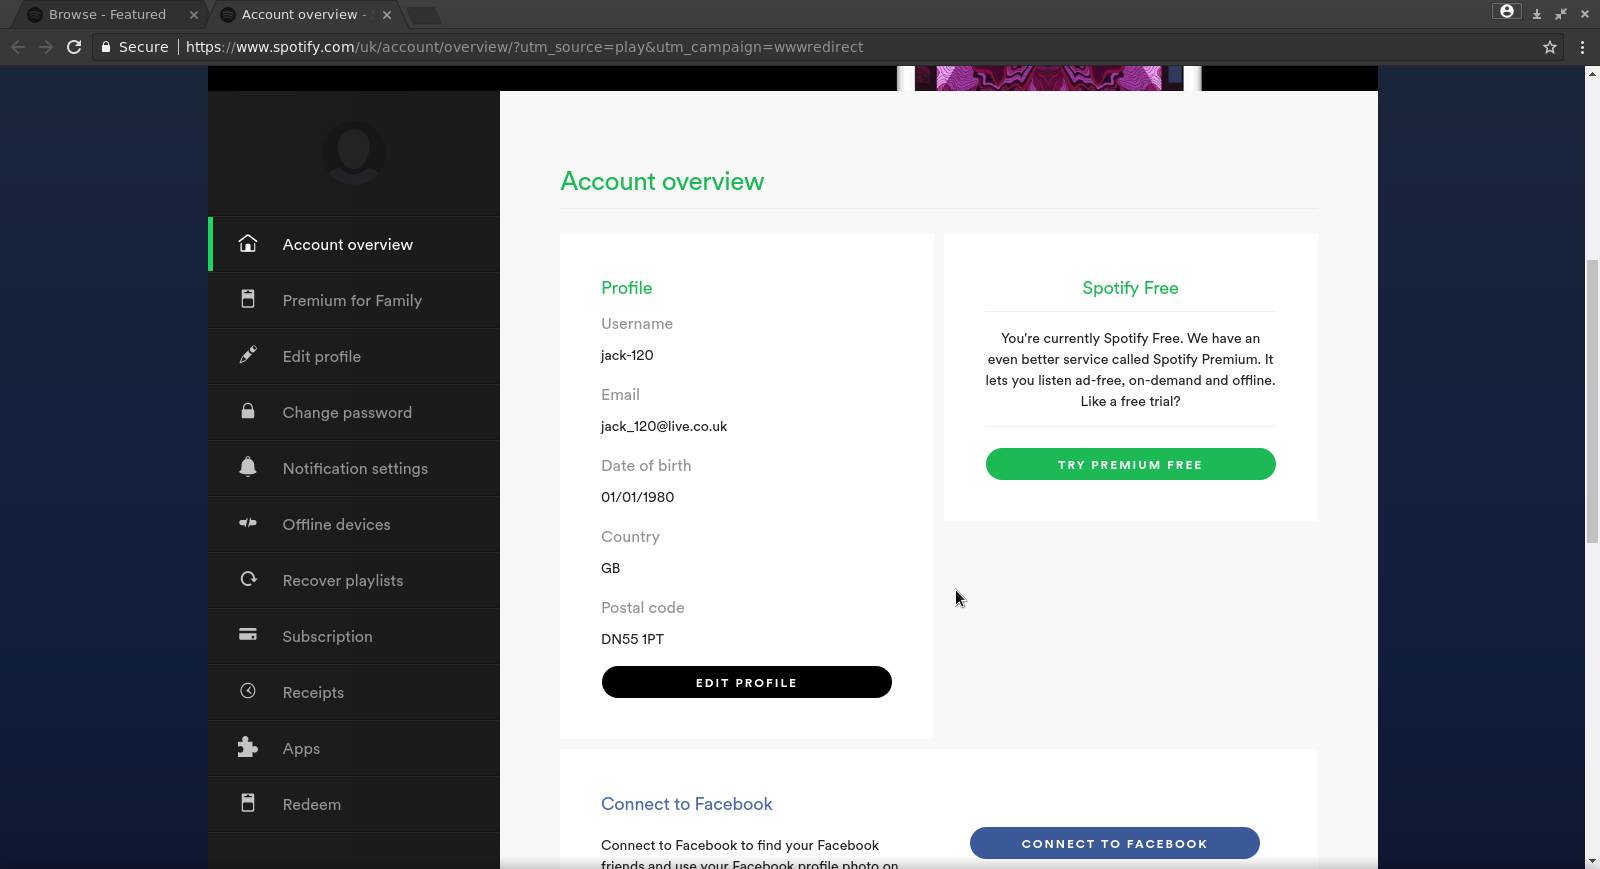 Browse - Featured
Account overview -
Secure
https://www.spotify.com/uk/account/overview/?utm_source=play&utm_campaign=wwwredirect
Account overview
Premium for Family
Edit profile
Change password
Notification settings
Offline devices
Recover playlists
Subscription
Receipts
Apps
Redeem
Account overview
Profile
Username
jack-120
Email
jack_120@live.co.uk
Date of birth
01/01/1980
Country
GB
Postal code
DN55 1PT
EDIT PROFILE
Spotify Free
You're currently Spotify Free. We have an
even better service called Spotify Premium. It
lets you listen ad-free, on-demand and offline.
Like a free trial?
TRY PREMIUM FREE
Connect to Facebook
Connect to Facebook to find your Facebook
friends and use your Facebook profile photo on
CONNECT TO FACEBOOK